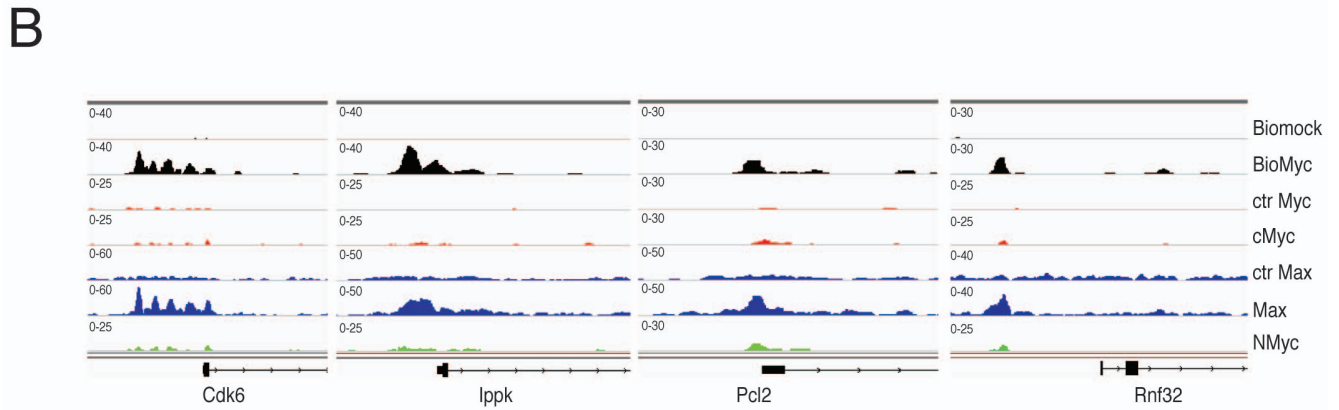 B
0-40 0-40 0-30 0-30 Biomock
0-40 0-40 0-30 0-30 BioMyc
0-25 0-25 0-30 0-25 ctr Myc
0-25 0-25 0-30 0-25 cMyc
0-60 0-50 0-50 0-40 ctr Max
0-60 0-50 0-50 0-40 Max
0-25 0-25 0-30 0-25 NMyc
Cdk6 Ippk Pcl2 Rnf32